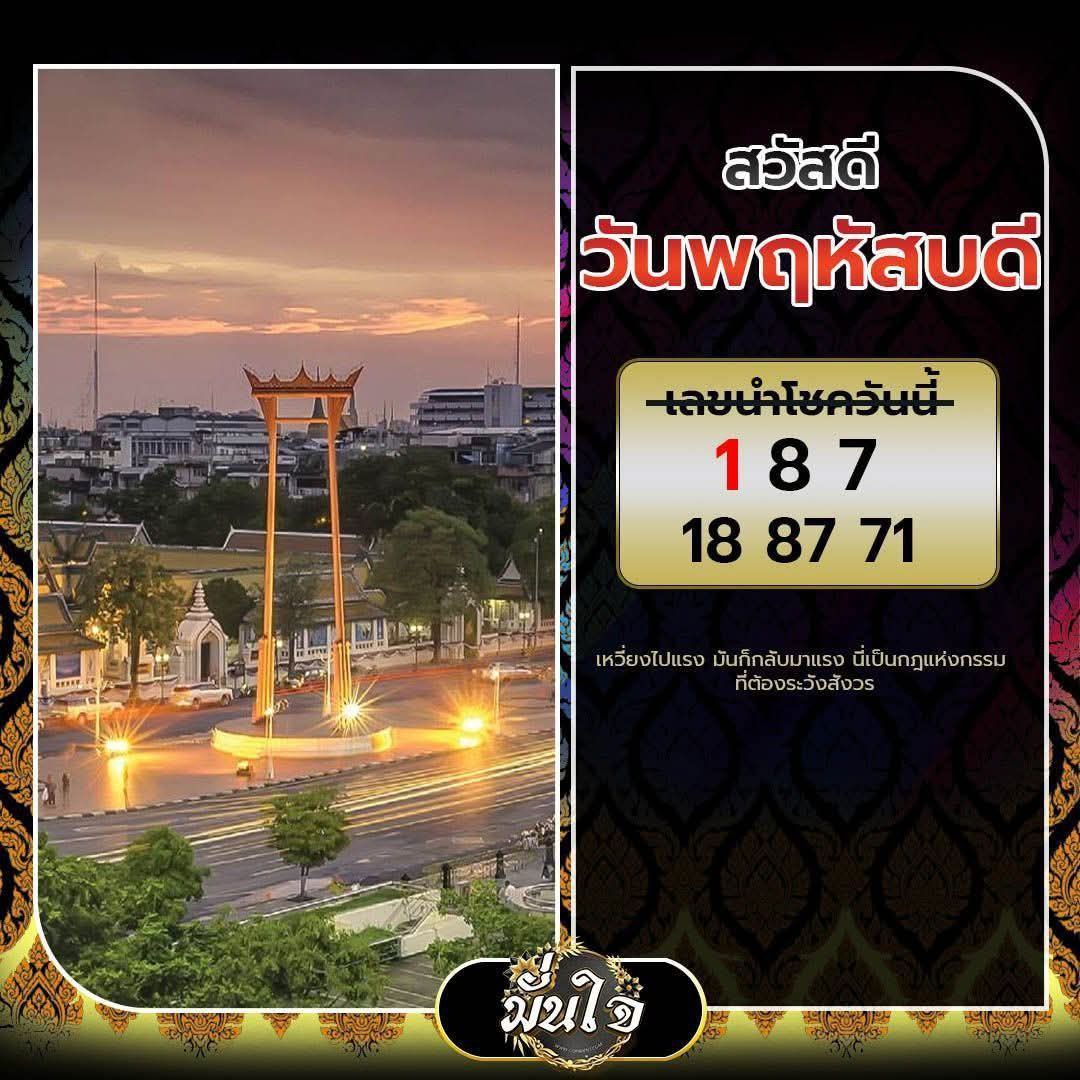 สวัสดี
วันพฤหัสบดี
เลขนำโชควันนี้
1 8 7
18 87 71
เหวี่ยงไปแรง มันก็กลับมาแรง นี่เป็นกฎแห่งกรรม
ที่ต้องระวังสังวร
มั่นใจ